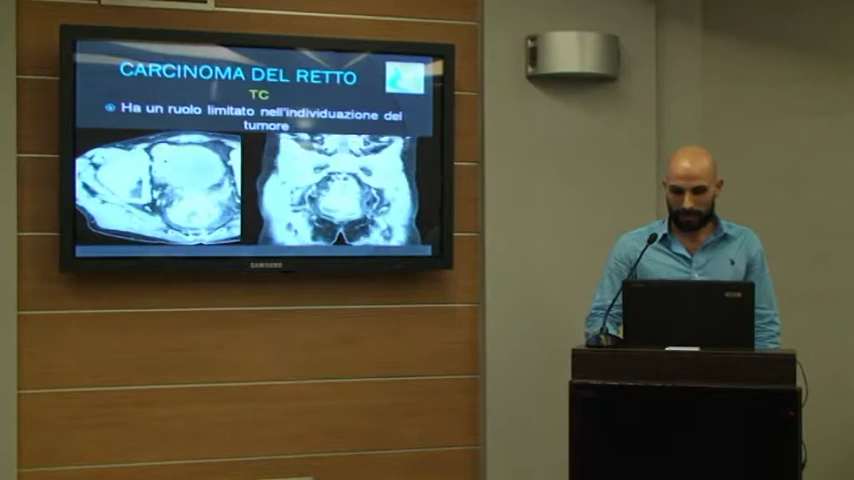 CARCINOMA DEL RETTO
TC
Ha un ruolo limitato nell'individuazione del
tumore
SAMSUNG